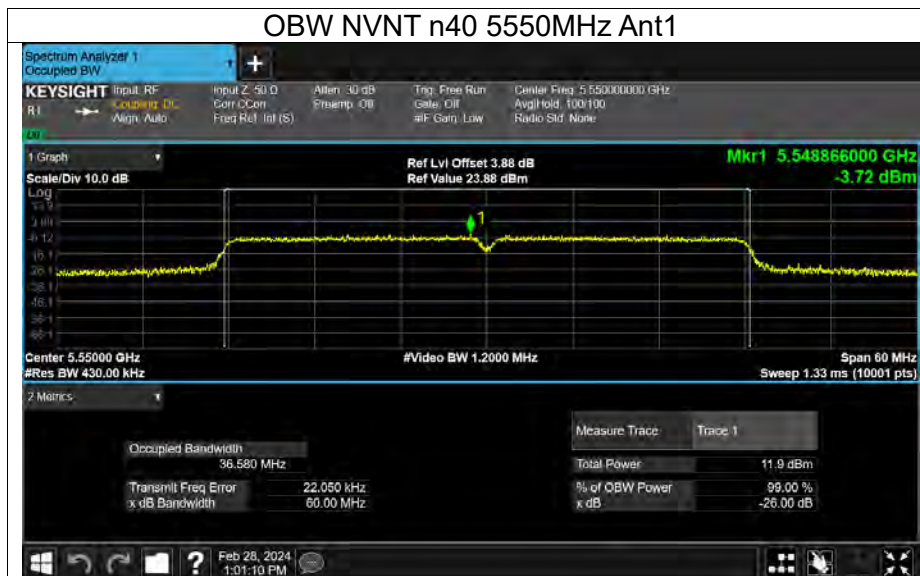 OBW NVNT n40 5550MHz Ant1
Spectrum Analyzer 1
Occupied BW
KEYSIGHT Input: RF
Coupling: DC
Align: Auto
Input Z: 50 Ω
Corr CCorr
Freq Ref: Int (S)
Atten: 30 dB
Preamp: Off
Trig: Free Run
Gate: Off
#IF Gain: Low
Center Freq: 5.550000000 GHz
Avg|Hold: 100/100
Radio Std: None
1 Graph
Scale/Div 10.0 dB
Ref Lvl Offset 3.88 dB
Ref Value 23.88 dBm
Mkr1 5.548866000 GHz
-3.72 dBm
Log
1
Center 5.55000 GHz
#Video BW 1.2000 MHz
Span 60 MHz
#Res BW 430.00 kHz
Sweep 1.33 ms (10001 pts)
2 Metrics
Measure Trace Trace 1
Occupied Bandwidth
36.580 MHz
Total Power 11.9 dBm
Transmit Freq Error 22.050 kHz
% of OBW Power 99.00 %
x dB Bandwidth 60.00 MHz
x dB -26.00 dB
?
Feb 28, 2024
1:01:10 PM